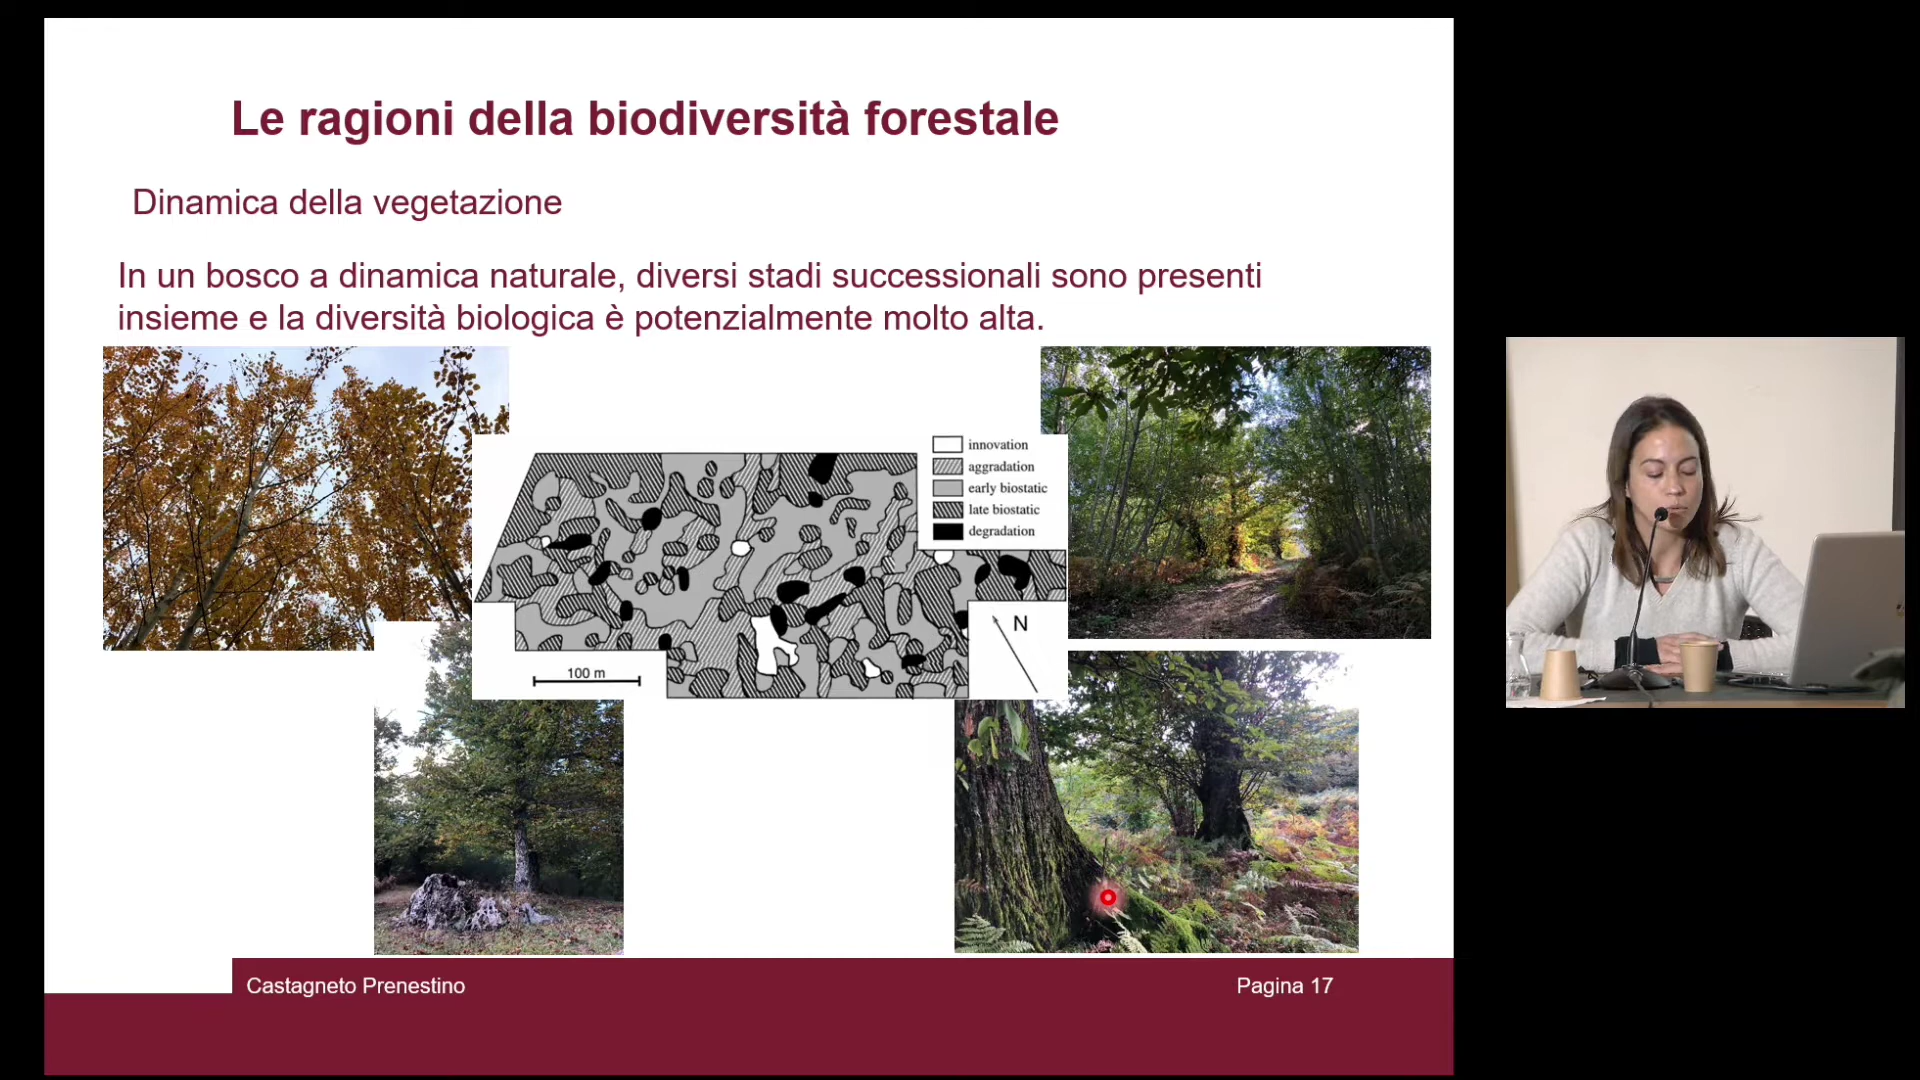 Le ragioni della biodiversità forestale
Dinamica della vegetazione
In un bosco a dinamica naturale, diversi stadi successionali sono presenti
insieme e la diversità biologica è potenzialmente molto alta.
innovation
aggradation
early biostatic
late biostatic
degradation
N
100 m
Castagneto Prenestino
Pagina 17